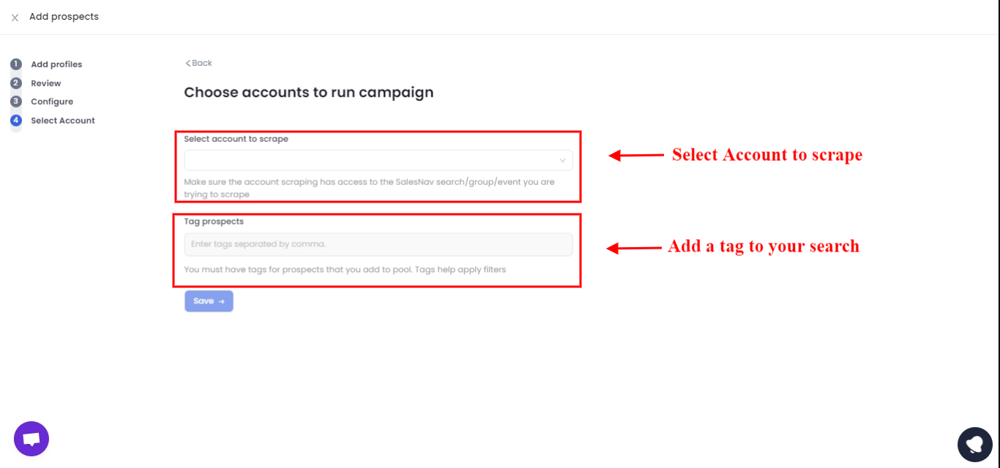 Add prospects
1 Add profiles
2 Review
3 Configure
4 Select Account
Back
Choose accounts to run campaign
Select account to scrape
Make sure the account scraping has access to the SalesNav search/group/event you are
trying to scrape
Select Account to scrape
Tag prospects
Enter tags separated by comma.
You must have tags for prospects that you add to pool. Tags help apply filters
Add a tag to your search
Save →